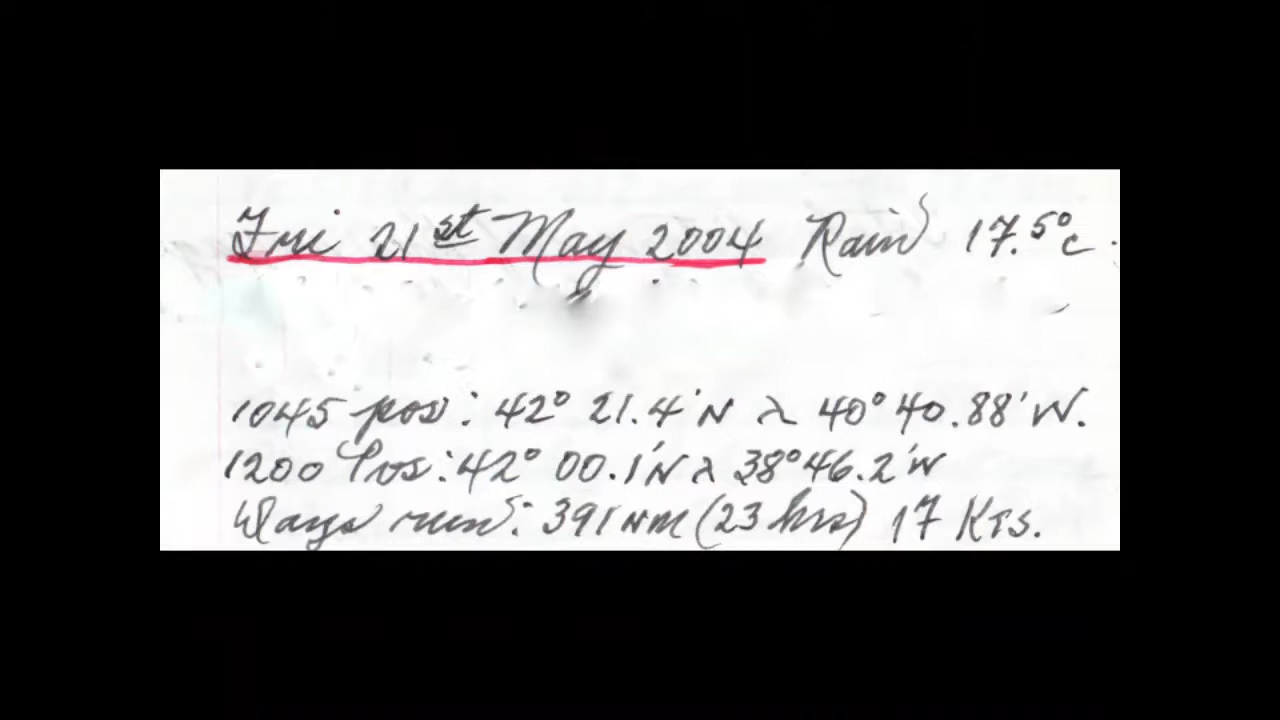 Fri 21st May 2004 Rain 17.5°c.
1045 pos: 42° 21.4'N λ 40°40.88'W.
1200 Pos: 42° 00.1'N λ 38°46.2'W
Days run: 391 NM (23 hrs) 17 KTS.